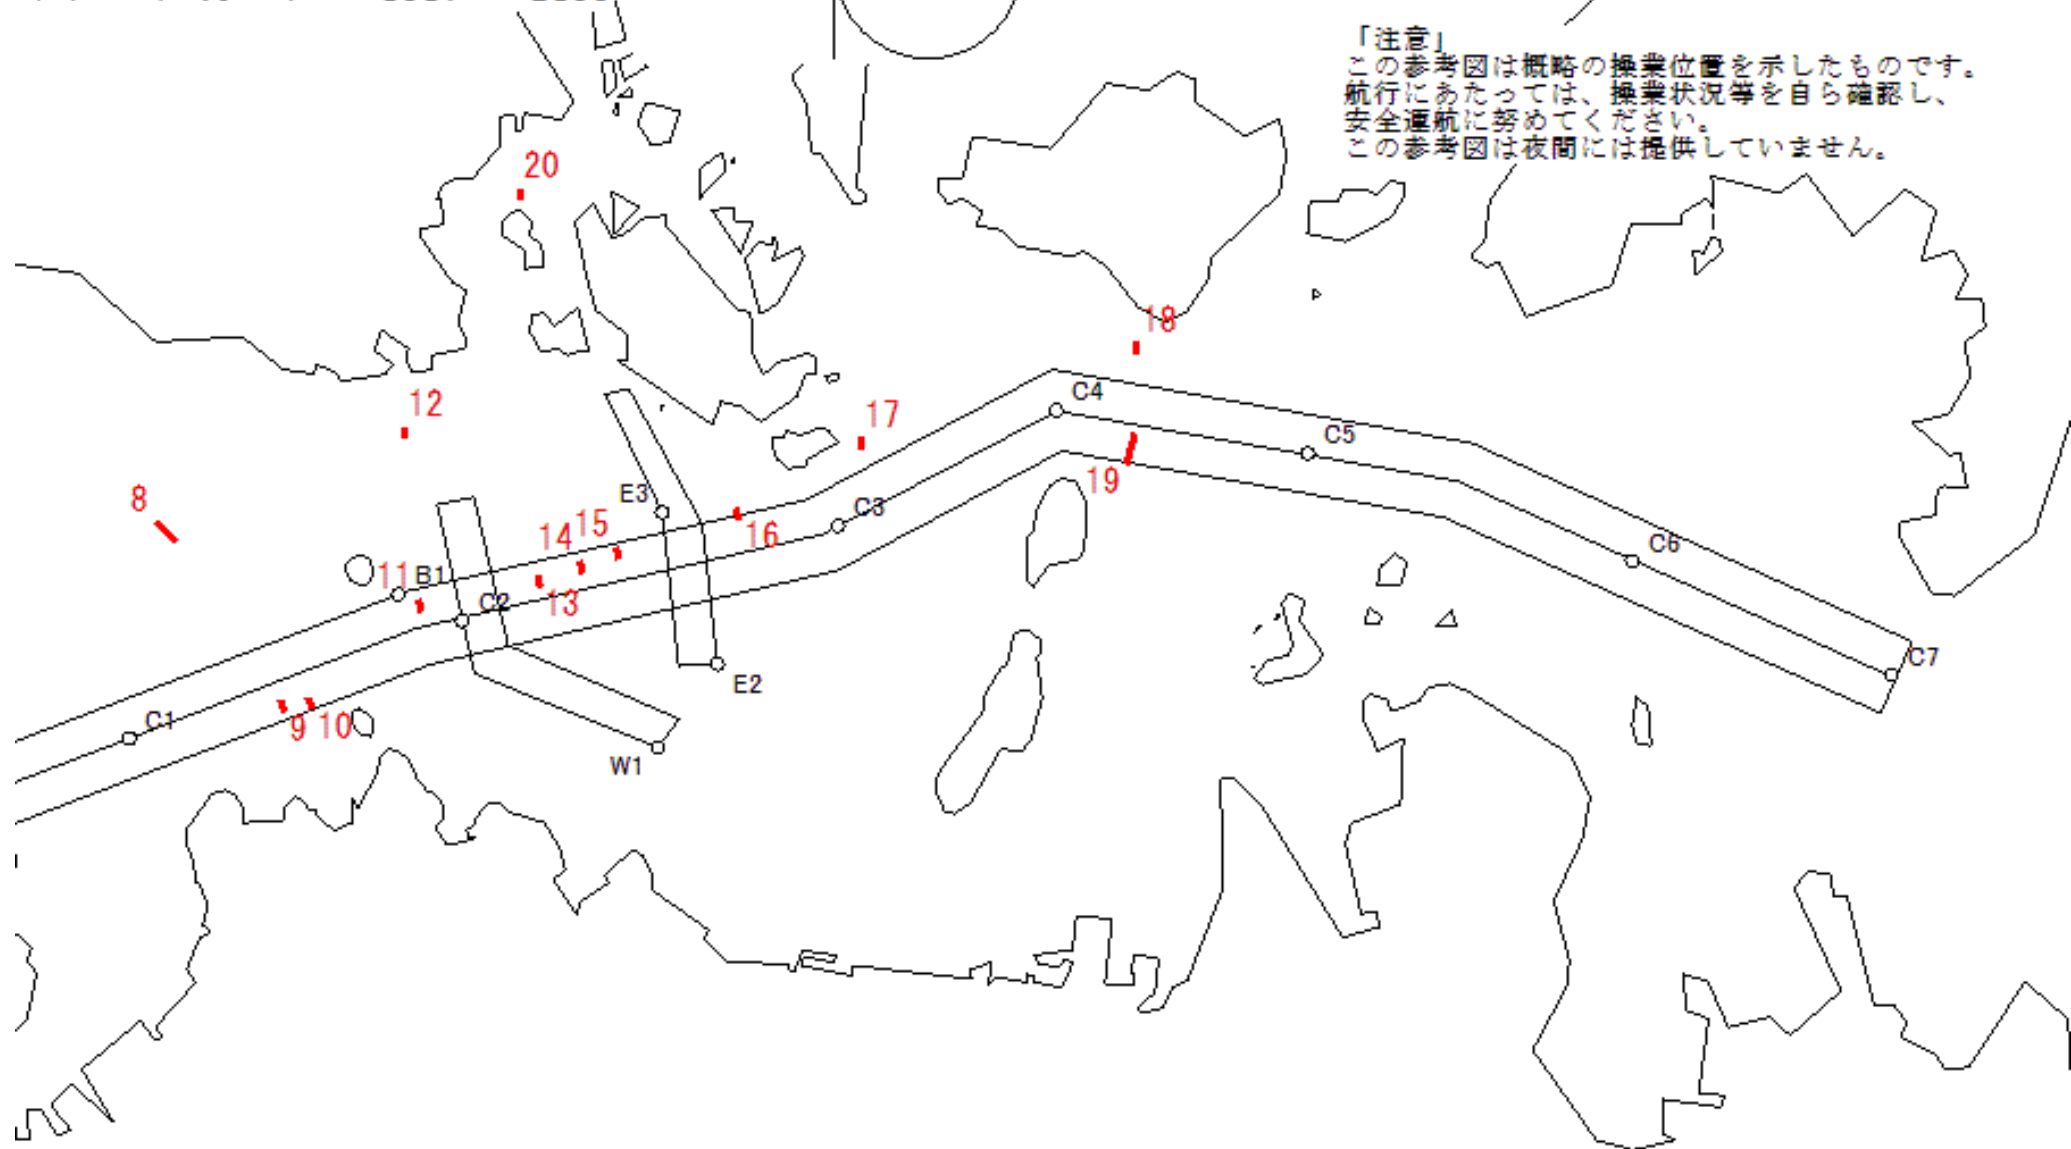 「注意」
この参考図は概略の操業位置を示したものです。
航行にあたっては、操業状況等を自ら確認し、
安全運航に努めてください。
この参考図は夜間には提供していません。
20
18
12
C4
17
C5
8
E3
19
15
14
16
C3
C6
11
B1
C2
13
C7
E2
C1
9
10
W1